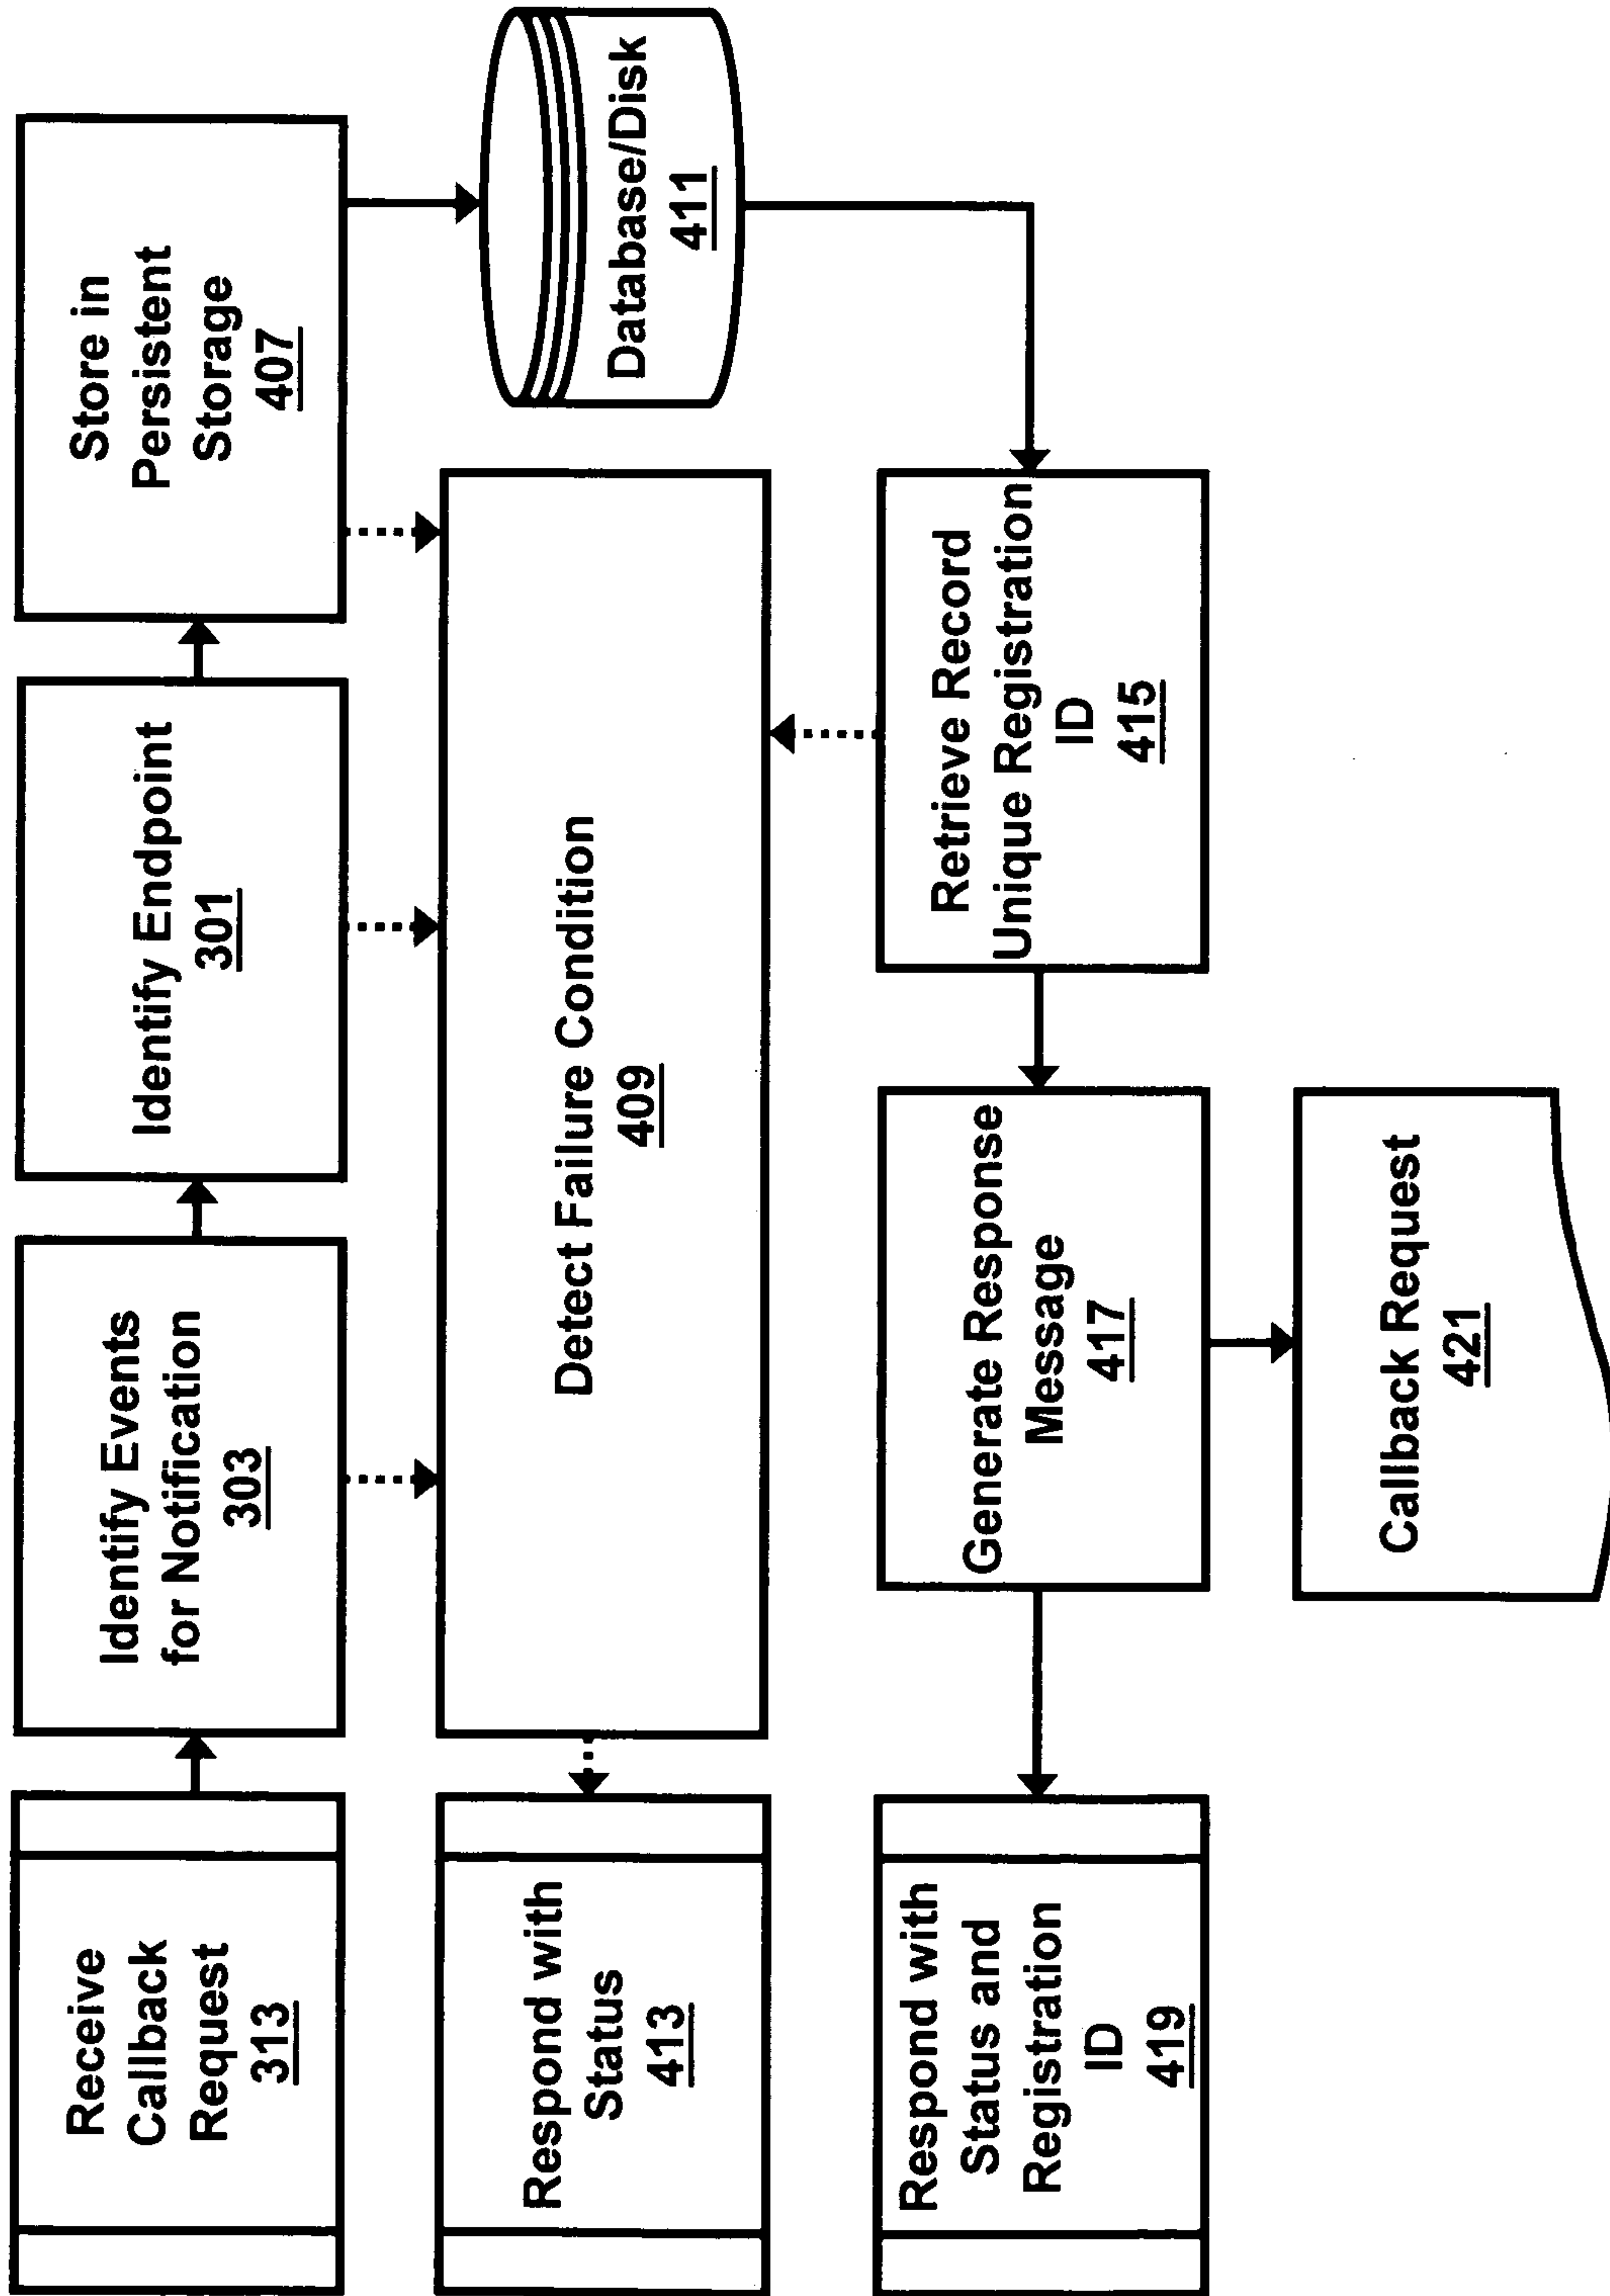 Receive
Callback
Request
313
Identify Events
for Notification
303
Identify Endpoint
301
Store in
Persistent
Storage
407
Respond with
Status
413
Detect Failure Condition
409
Database/Disk
411
Respond with
Status and
Registration
ID
419
Generate Response
Message
417
Retrieve Record
Unique Registration
ID
415
Callback Request
421